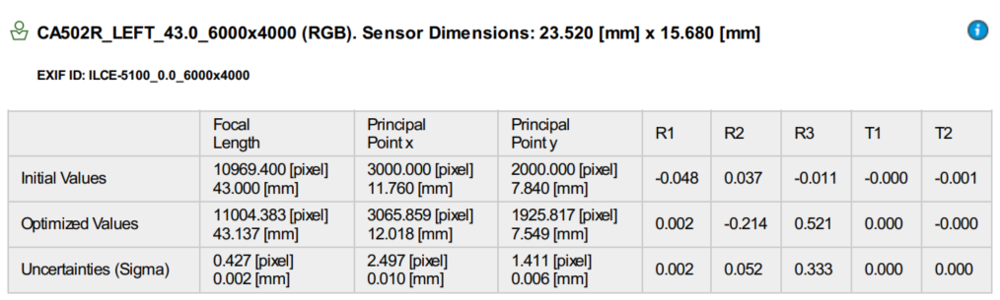 CA502R_LEFT_43.0_6000x4000 (RGB). Sensor Dimensions: 23.520 [mm] x 15.680 [mm]
i
EXIF ID: ILCE-5100_0.0_6000x4000
Focal Length Principal Point x Principal Point y R1 R2 R3 T1 T2
Initial Values 10969.400 [pixel] 43.000 [mm] 3000.000 [pixel] 11.760 [mm] 2000.000 [pixel] 7.840 [mm] -0.048 0.037 -0.011 -0.000 -0.001
Optimized Values 11004.383 [pixel] 43.137 [mm] 3065.859 [pixel] 12.018 [mm] 1925.817 [pixel] 7.549 [mm] 0.002 -0.214 0.521 0.000 -0.000
Uncertainties (Sigma) 0.427 [pixel] 0.002 [mm] 2.497 [pixel] 0.010 [mm] 1.411 [pixel] 0.006 [mm] 0.002 0.052 0.333 0.000 0.000